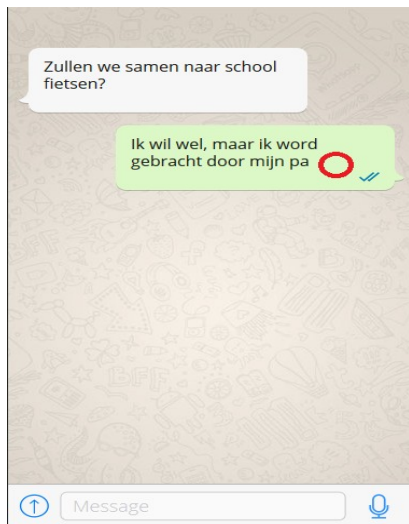 Zullen we samen naar school
fietsen?
Ik wil wel, maar ik word
gebracht door mijn pa
Message